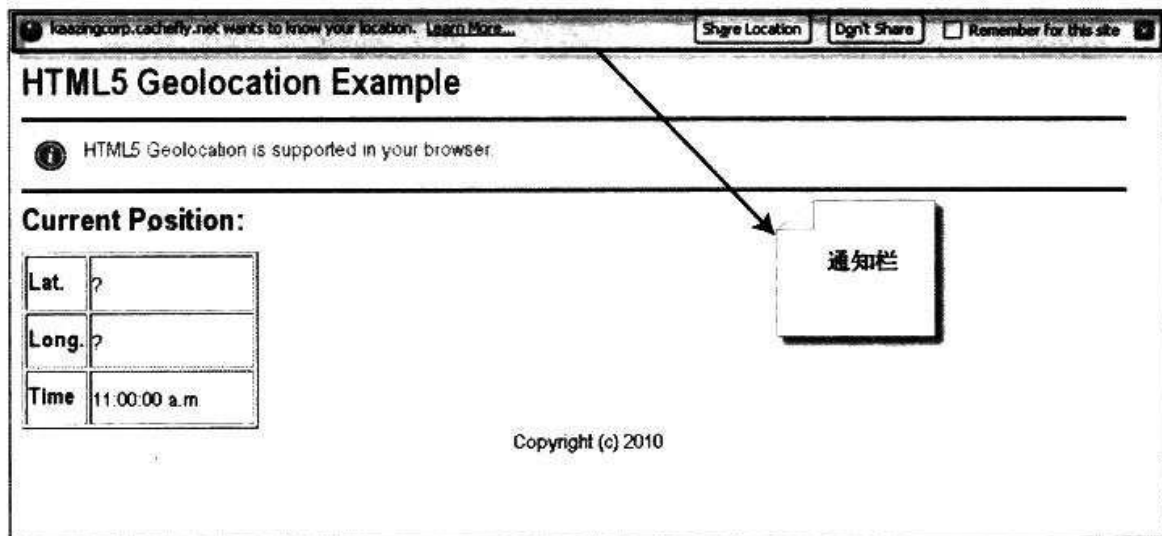 kaazingcorp.cachefly.net wants to know your location. Learn More... Share Location Don't Share Remember for this site
HTML5 Geolocation Example
HTML5 Geolocation is supported in your browser.
Current Position:
通知栏
Lat. ?
Long. ?
Time 11:00:00 a.m
Copyright (c) 2010